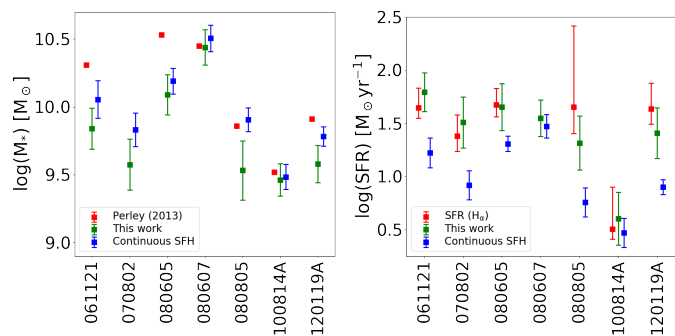 log(M*) [M⊙]
10.5
10.0
9.5
9.0
Perley (2013)
This work
Continuous SFH
061121
070802
080605
080607
080805
100814A
120119A
log(SFR) [M⊙yr⁻¹]
2.5
2.0
1.5
1.0
0.5
SFR (Hα)
This work
Continuous SFH
061121
070802
080605
080607
080805
100814A
120119A